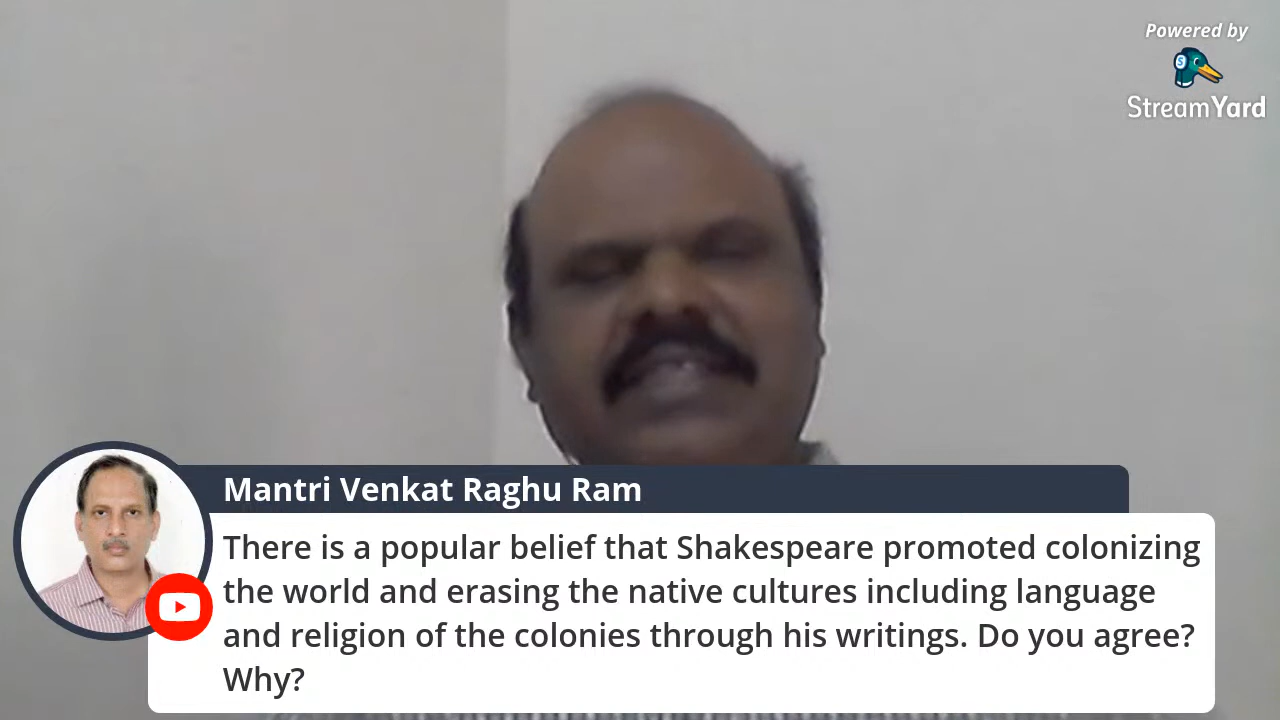 Powered by
S
StreamYard
Mantri Venkat Raghu Ram
There is a popular belief that Shakespeare promoted colonizing
the world and erasing the native cultures including language
and religion of the colonies through his writings. Do you agree?
Why?